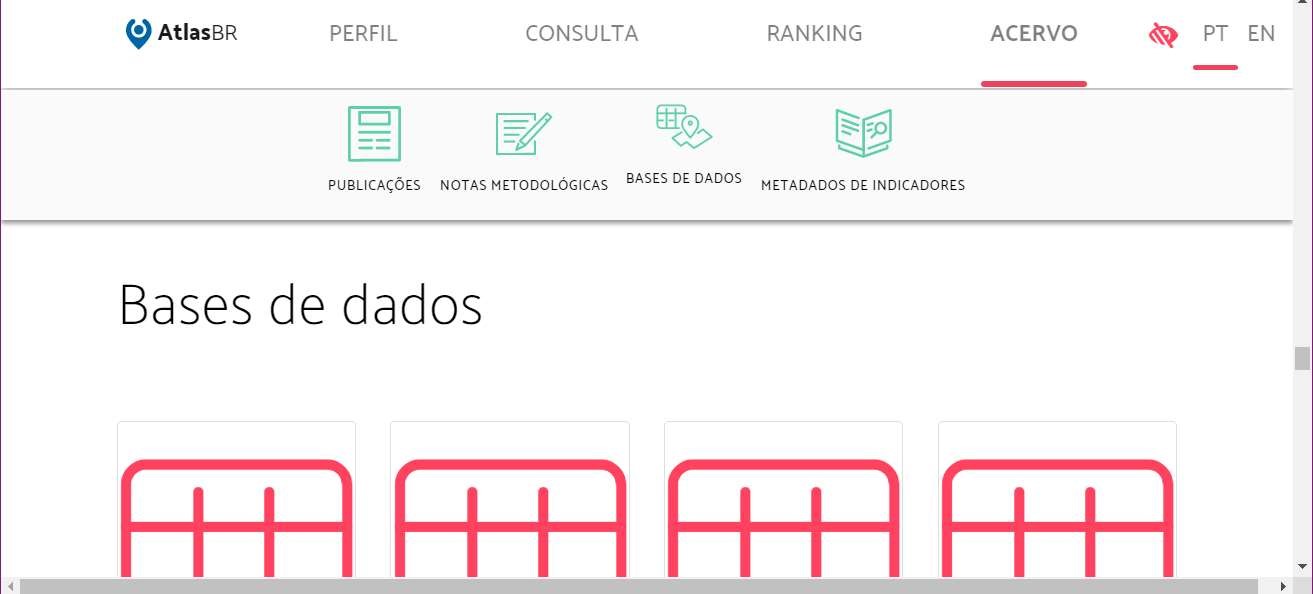 AtlasBR PERFIL CONSULTA RANKING ACERVO PT EN
PUBLICAÇÕES NOTAS METODOLÓGICAS BASES DE DADOS METADADOS DE INDICADORES
Bases de dados